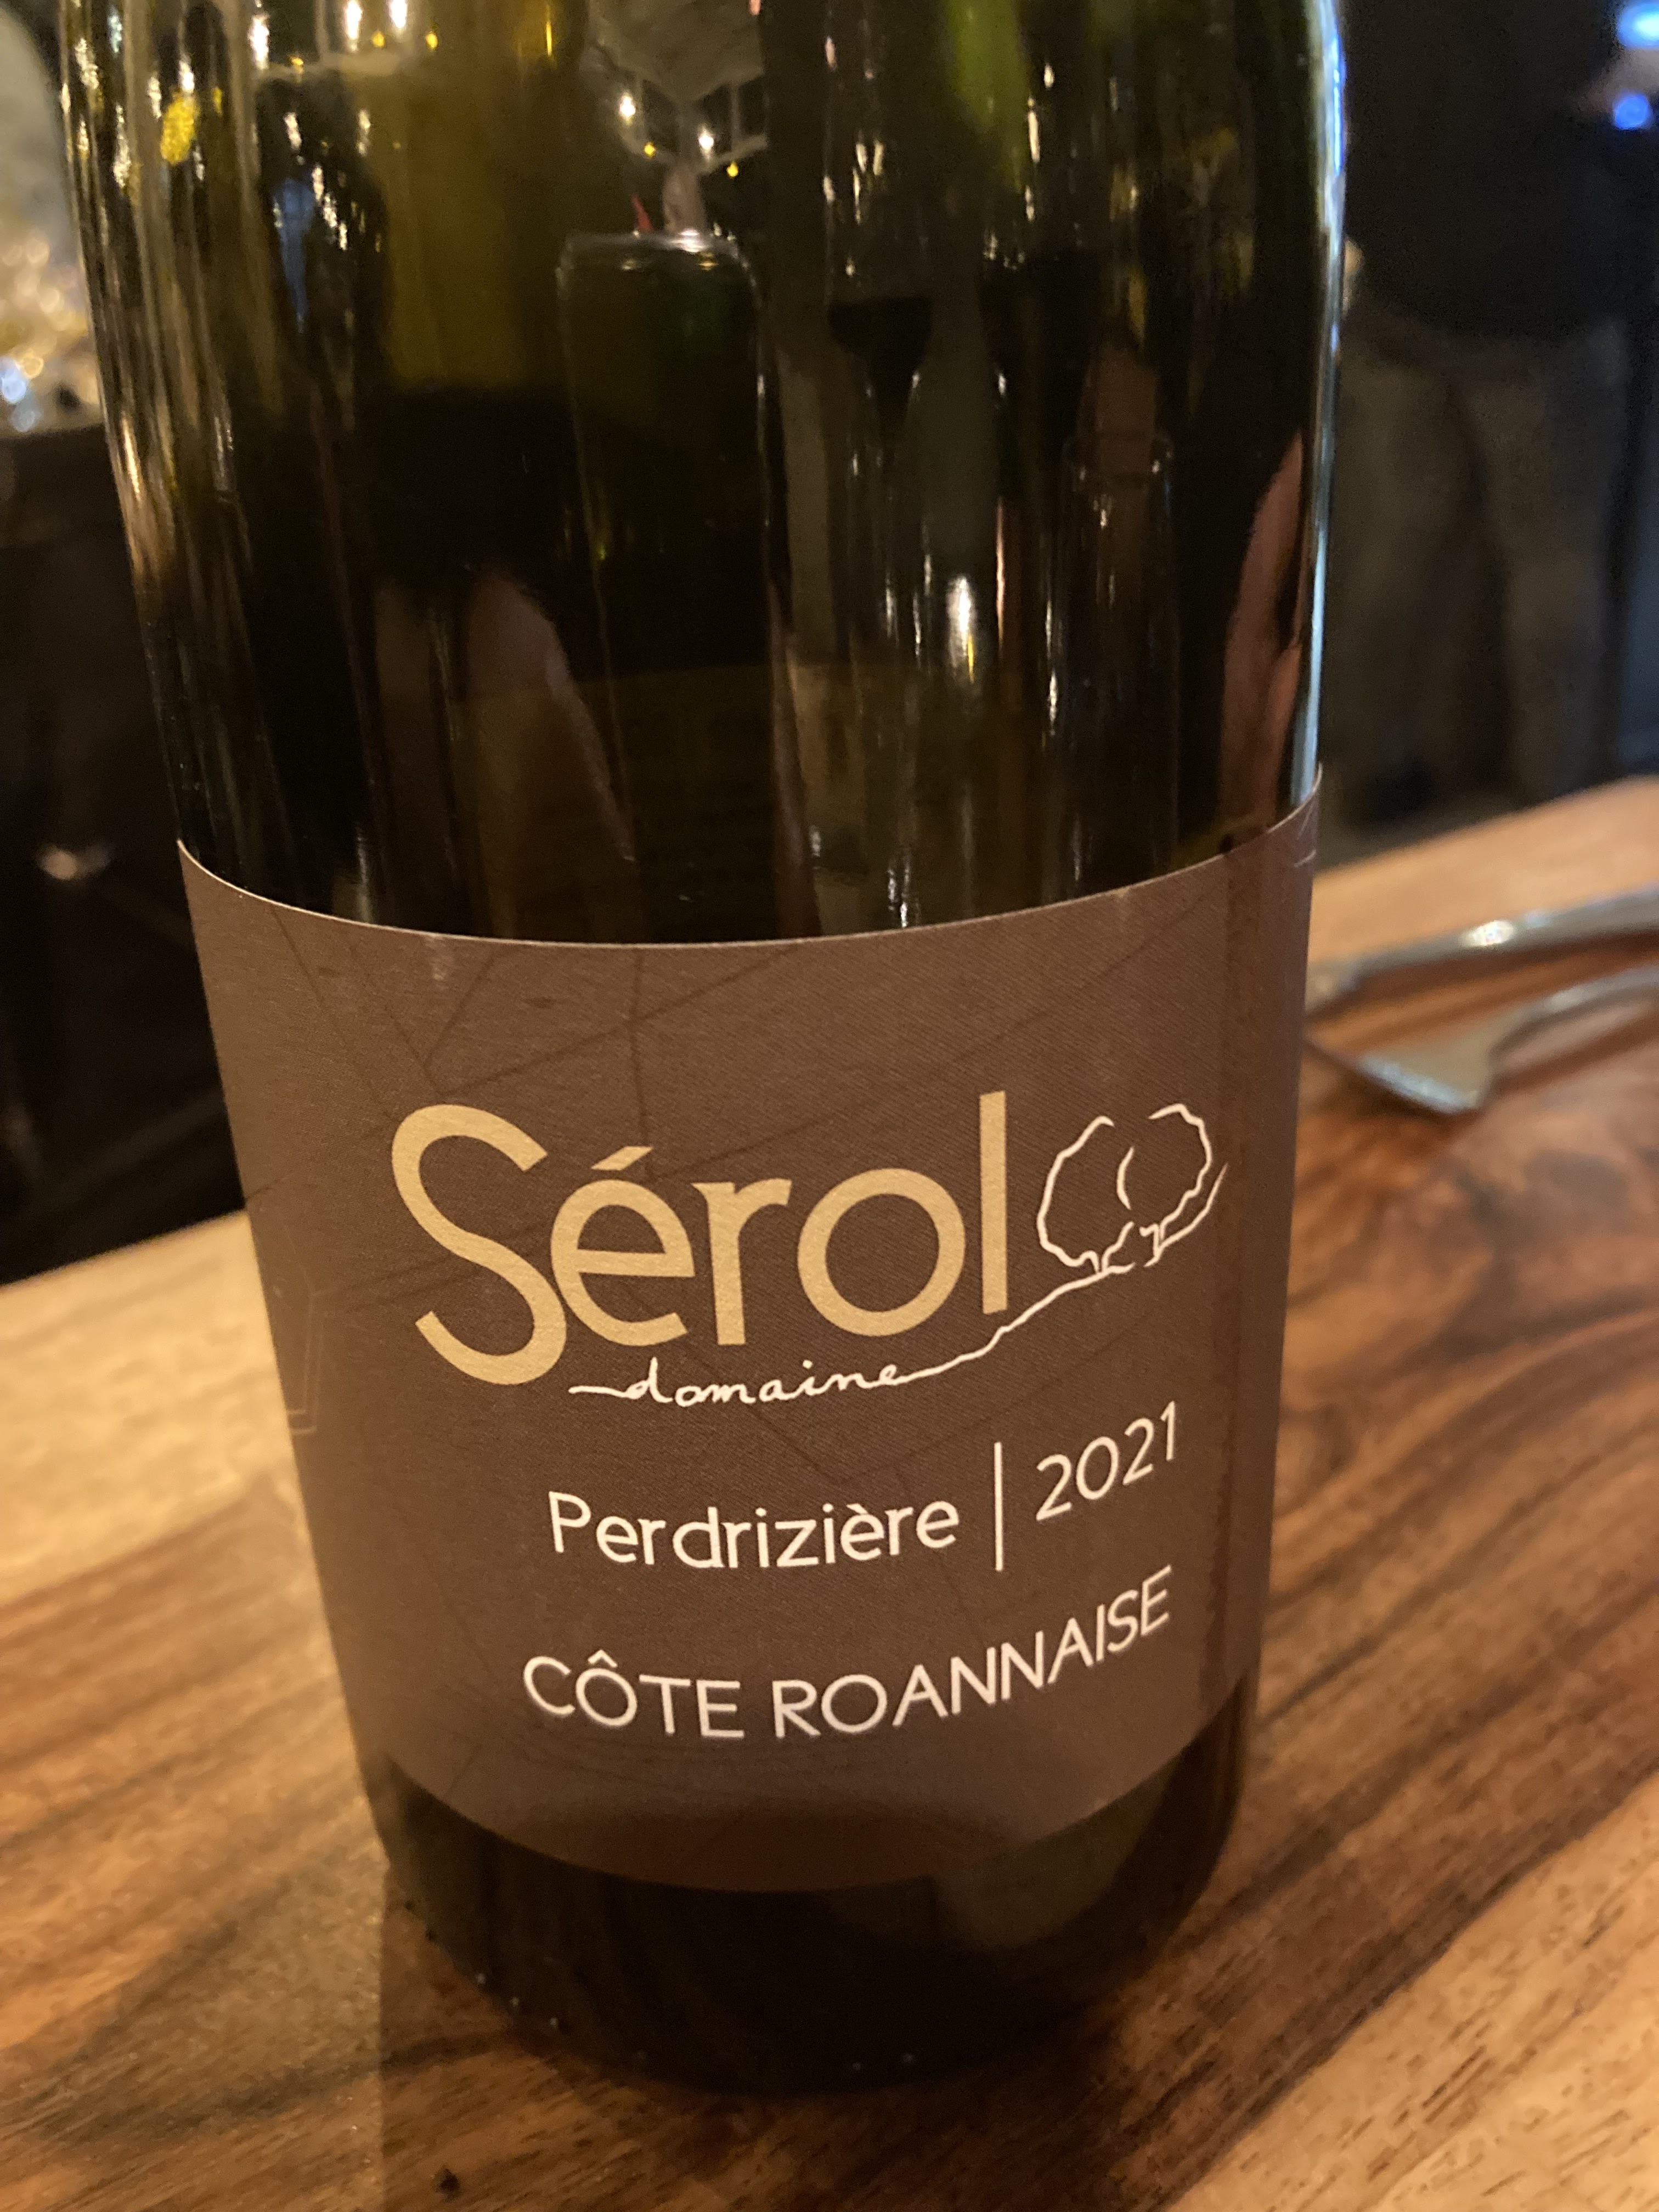 Sérol
domaine
Perdrizière | 2021
CÔTE ROANNAISE